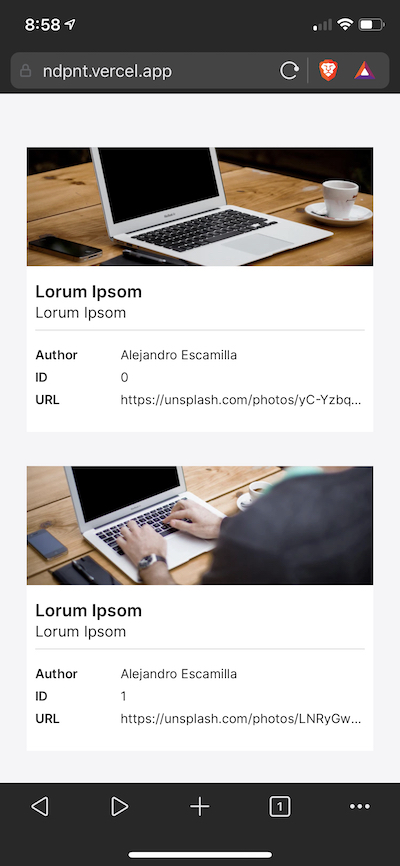 8:58
ndpnt.vercel.app
Lorum Ipsom
Lorum Ipsom
Author Alejandro Escamilla
ID 0
URL https://unsplash.com/photos/yC-Yzbq...
Lorum Ipsom
Lorum Ipsom
Author Alejandro Escamilla
ID 1
URL https://unsplash.com/photos/LNRyGw...
1